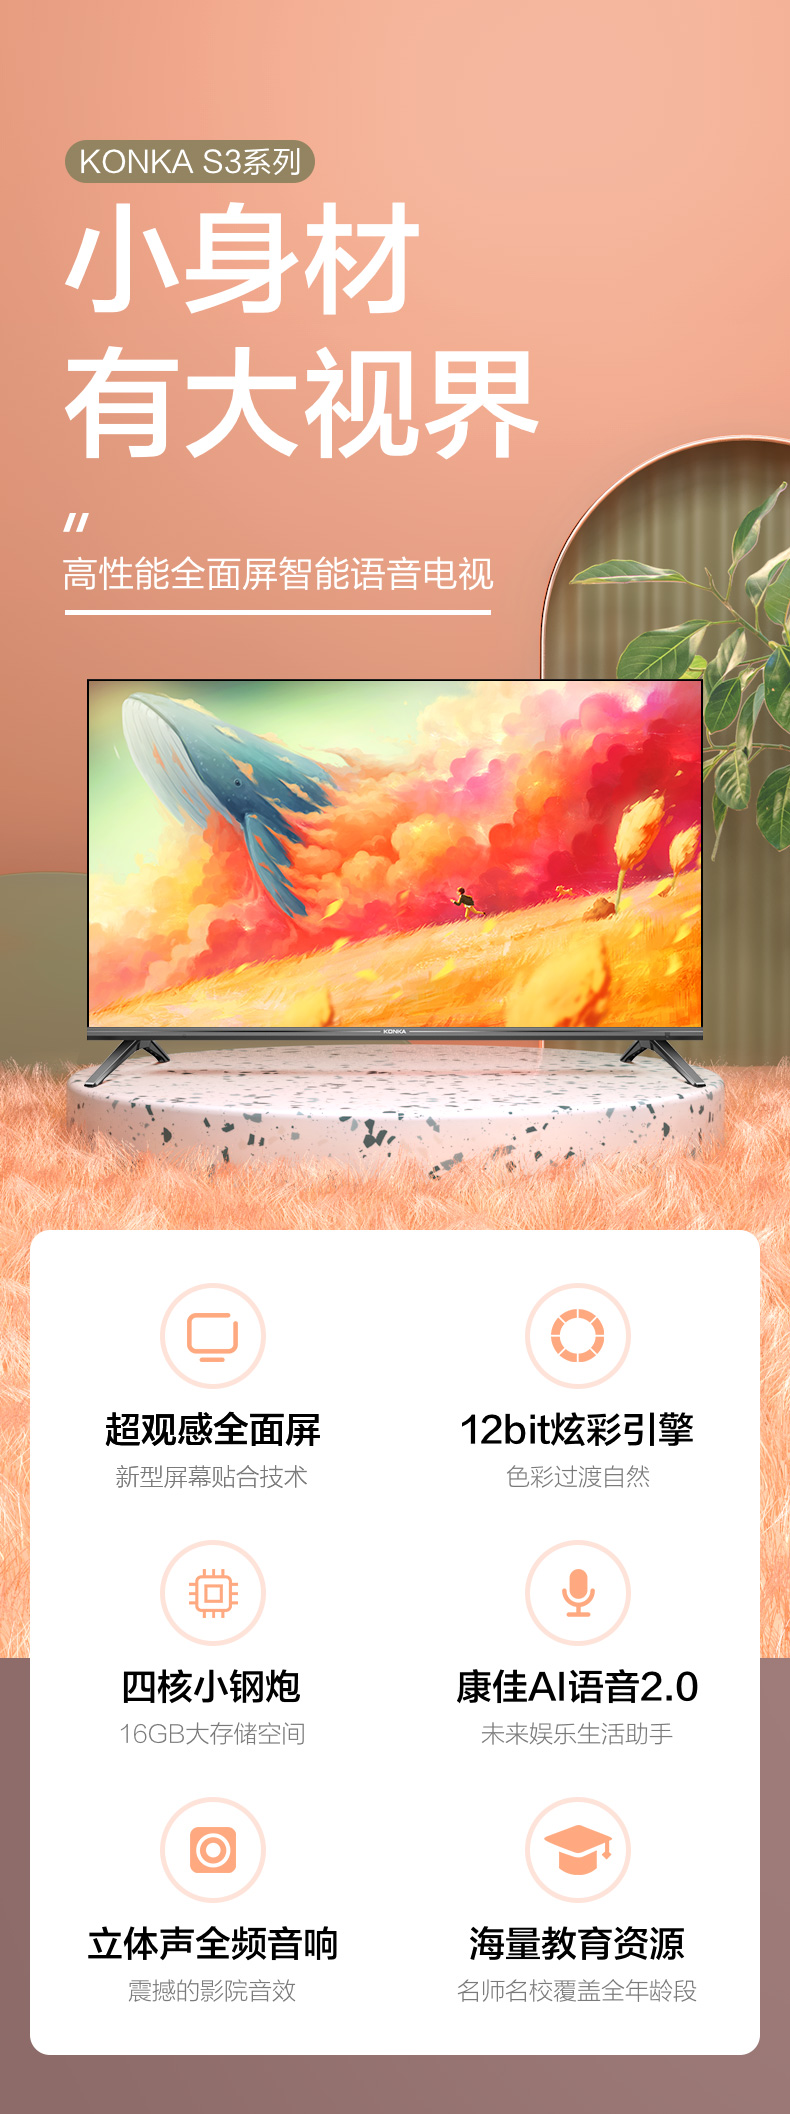 KONKA S3系列
小身材
有大视界
高性能全面屏智能语音电视
KONKA
超观感全面屏
新型屏幕贴合技术
12bit炫彩引擎
色彩过渡自然
四核小钢炮
16GB大存储空间
康佳AI语音2.0
未来娱乐生活助手
立体声全频音响
震撼的影院音效
海量教育资源
名师名校覆盖全年龄段